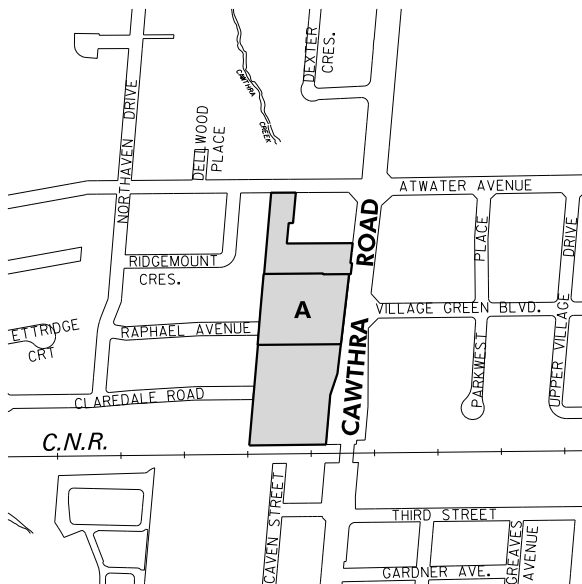 DEXTER
CRES.
CAWTHRA
CREEK
NORTHAVEN DRIVE
DELLWOOD
PLACE
ATWATER AVENUE
ROAD
PLACE
DRIVE
RIDGEMOUNT
CRES.
A
VILLAGE GREEN BLVD.
ETTRIDGE
CRT
RAPHAEL AVENUE
CAWTHRA
PARKWEST
UPPER VILLAGE
CLAREDALE ROAD
C.N.R.
CAVEN STREET
THIRD STREET
GREAVES
AVENUE
GARDNER AVE.